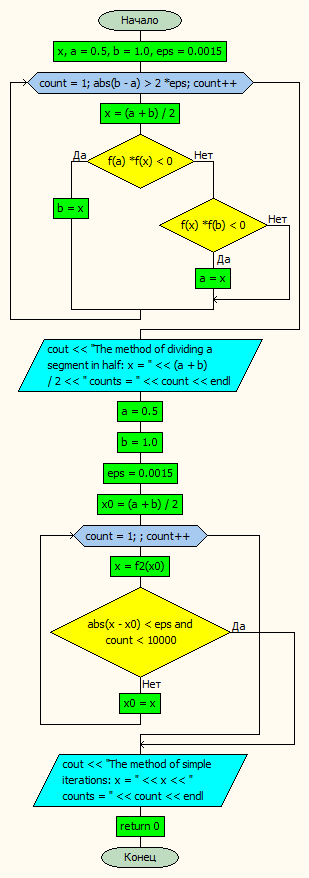 Начало
x, a = 0.5, b = 1.0, eps = 0.0015
count = 1; abs(b - a) > 2 *eps; count++
x = (a + b) / 2
Да
Нет
f(a) *f(x) < 0
b = x
Нет
f(x) *f(b) < 0
Да
a = x
cout << "The method of dividing a
segment in half: x = " << (a + b)
/ 2 << " counts = " << count << endl
a = 0.5
b = 1.0
eps = 0.0015
x0 = (a + b) / 2
count = 1; ; count++
x = f2(x0)
abs(x - x0) < eps and
count < 10000
Да
Нет
x0 = x
cout << "The method of simple
iterations: x = " << x << "
counts = " << count << endl
return 0
Конец